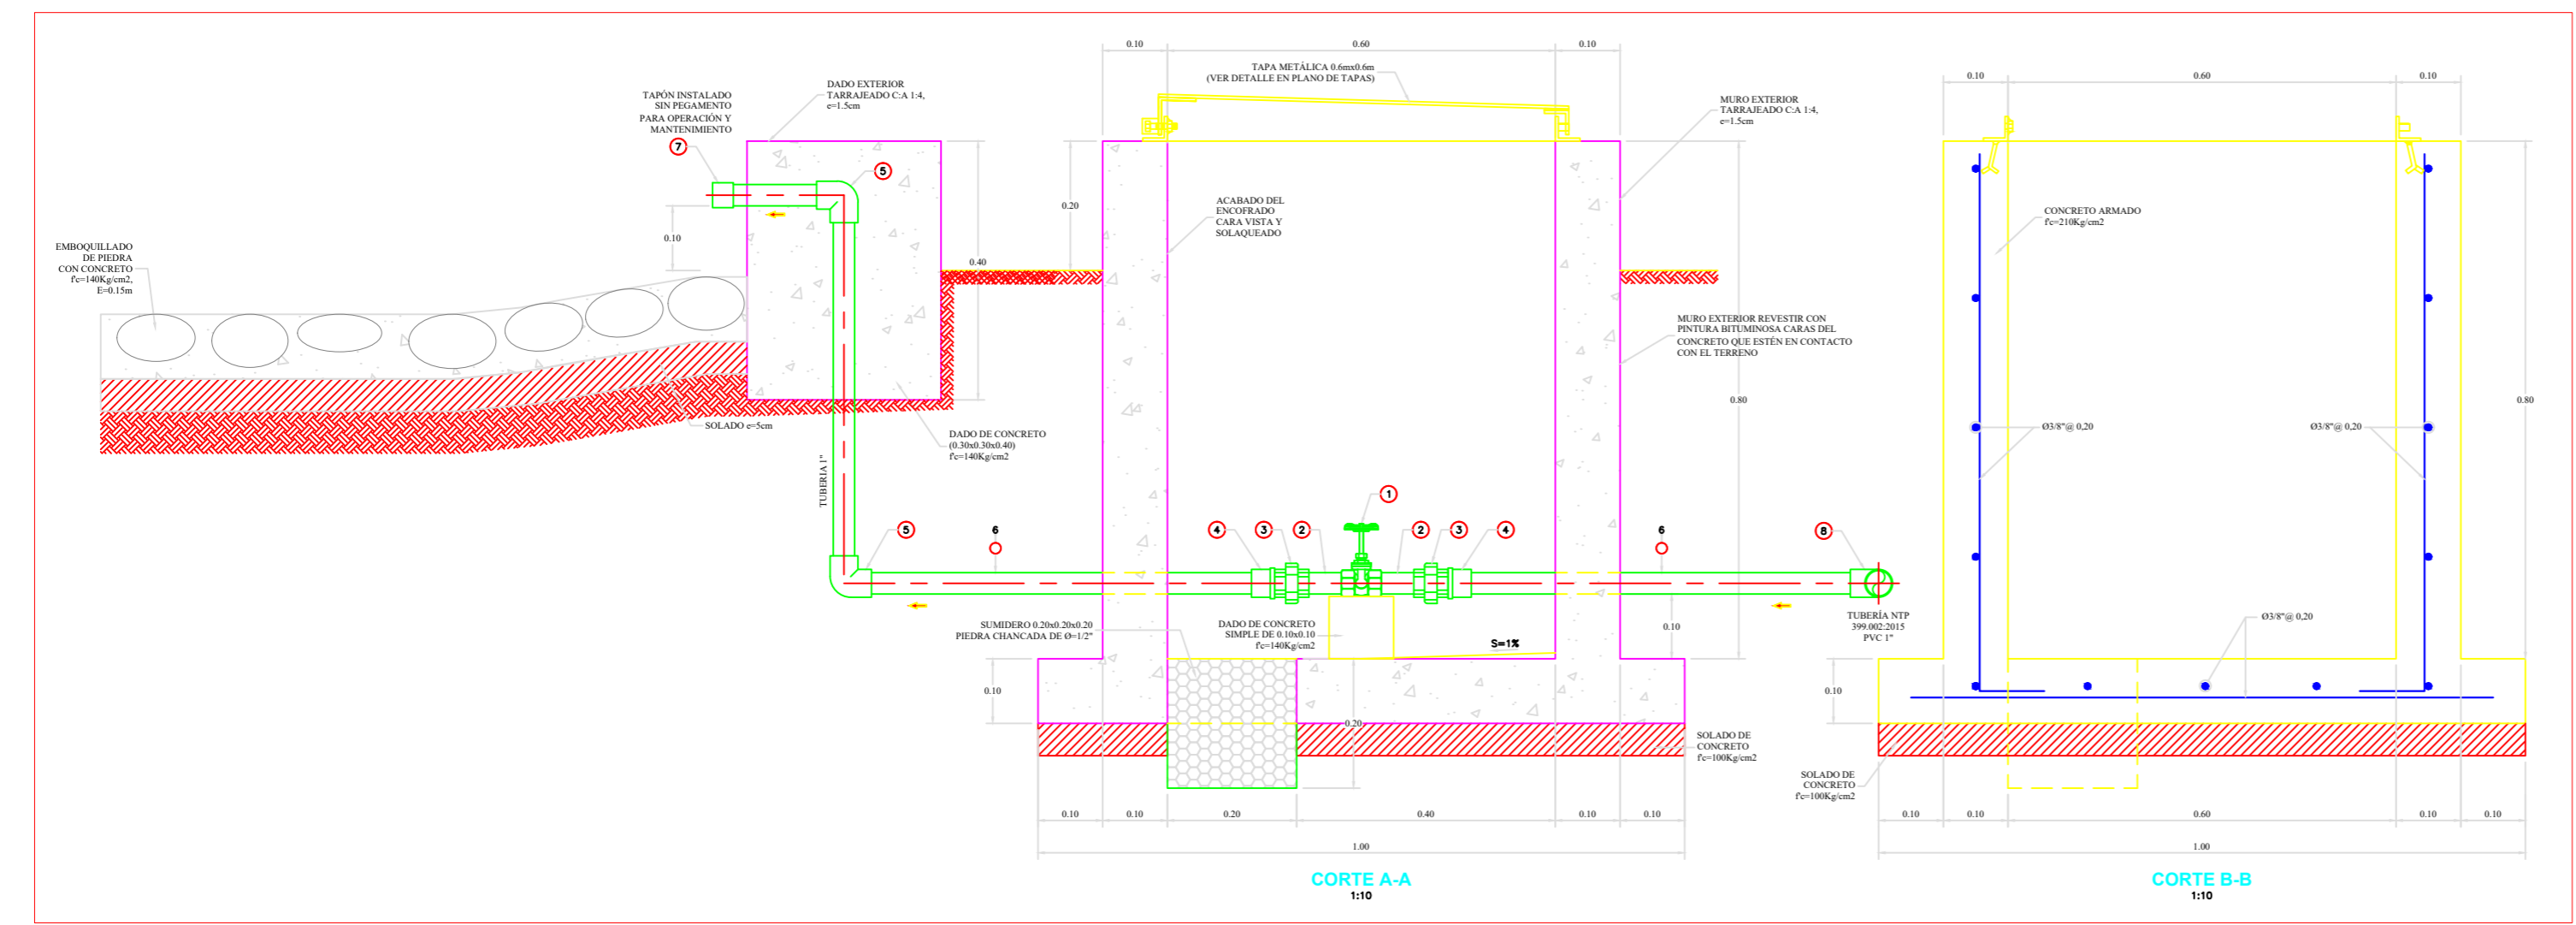 0.10
0.60
0.10
TAPA METÁLICA 0.6mx0.6m
(VER DETALLE EN PLANO DE TAPAS)
DADO EXTERIOR
TARRAJEADO C:A 1:4,
e=1.5cm
TAPÓN INSTALADO
SIN PEGAMENTO
PARA OPERACIÓN Y
MANTENIMIENTO
7
5
MURO EXTERIOR
TARRAJEADO C:A 1:4,
e=1.5cm
0.20
ACABADO DEL
ENCOFRADO
CARA VISTA Y
SOLAQUEADO
0.10
EMBOQUILLADO
DE PIEDRA
CON CONCRETO
f'c=140Kg/cm2,
E=0.15m
0.40
MURO EXTERIOR REVESTIR CON
PINTURA BITUMINOSA CARAS DEL
CONCRETO QUE ESTÉN EN CONTACTO
CON EL TERRENO
0.80
SOLADO e=5cm
DADO DE CONCRETO
(0.30x0.30x0.40)
f'c=140Kg/cm2
TUBERIA 1"
5
6
4
3
2
1
2
3
4
6
8
TUBERÍA NTP
399.002:2015
PVC 1"
SUMIDERO 0.20x0.20x0.20
PIEDRA CHANCADA DE Ø=1/2"
DADO DE CONCRETO
SIMPLE DE 0.10x0.10
f'c=140Kg/cm2
S=1%
0.10
0.10
0.20
SOLADO DE
CONCRETO
f'c=100Kg/cm2
0.10
0.10
0.20
0.40
0.10
0.10
1.00
CORTE A-A
1:10
0.10
0.60
0.10
CONCRETO ARMADO
f'c=210Kg/cm2
0.80
Ø3/8"@ 0,20
Ø3/8"@ 0,20
Ø3/8"@ 0,20
0.10
SOLADO DE
CONCRETO
f'c=100Kg/cm2
0.10
0.10
0.60
0.10
0.10
1.00
CORTE B-B
1:10